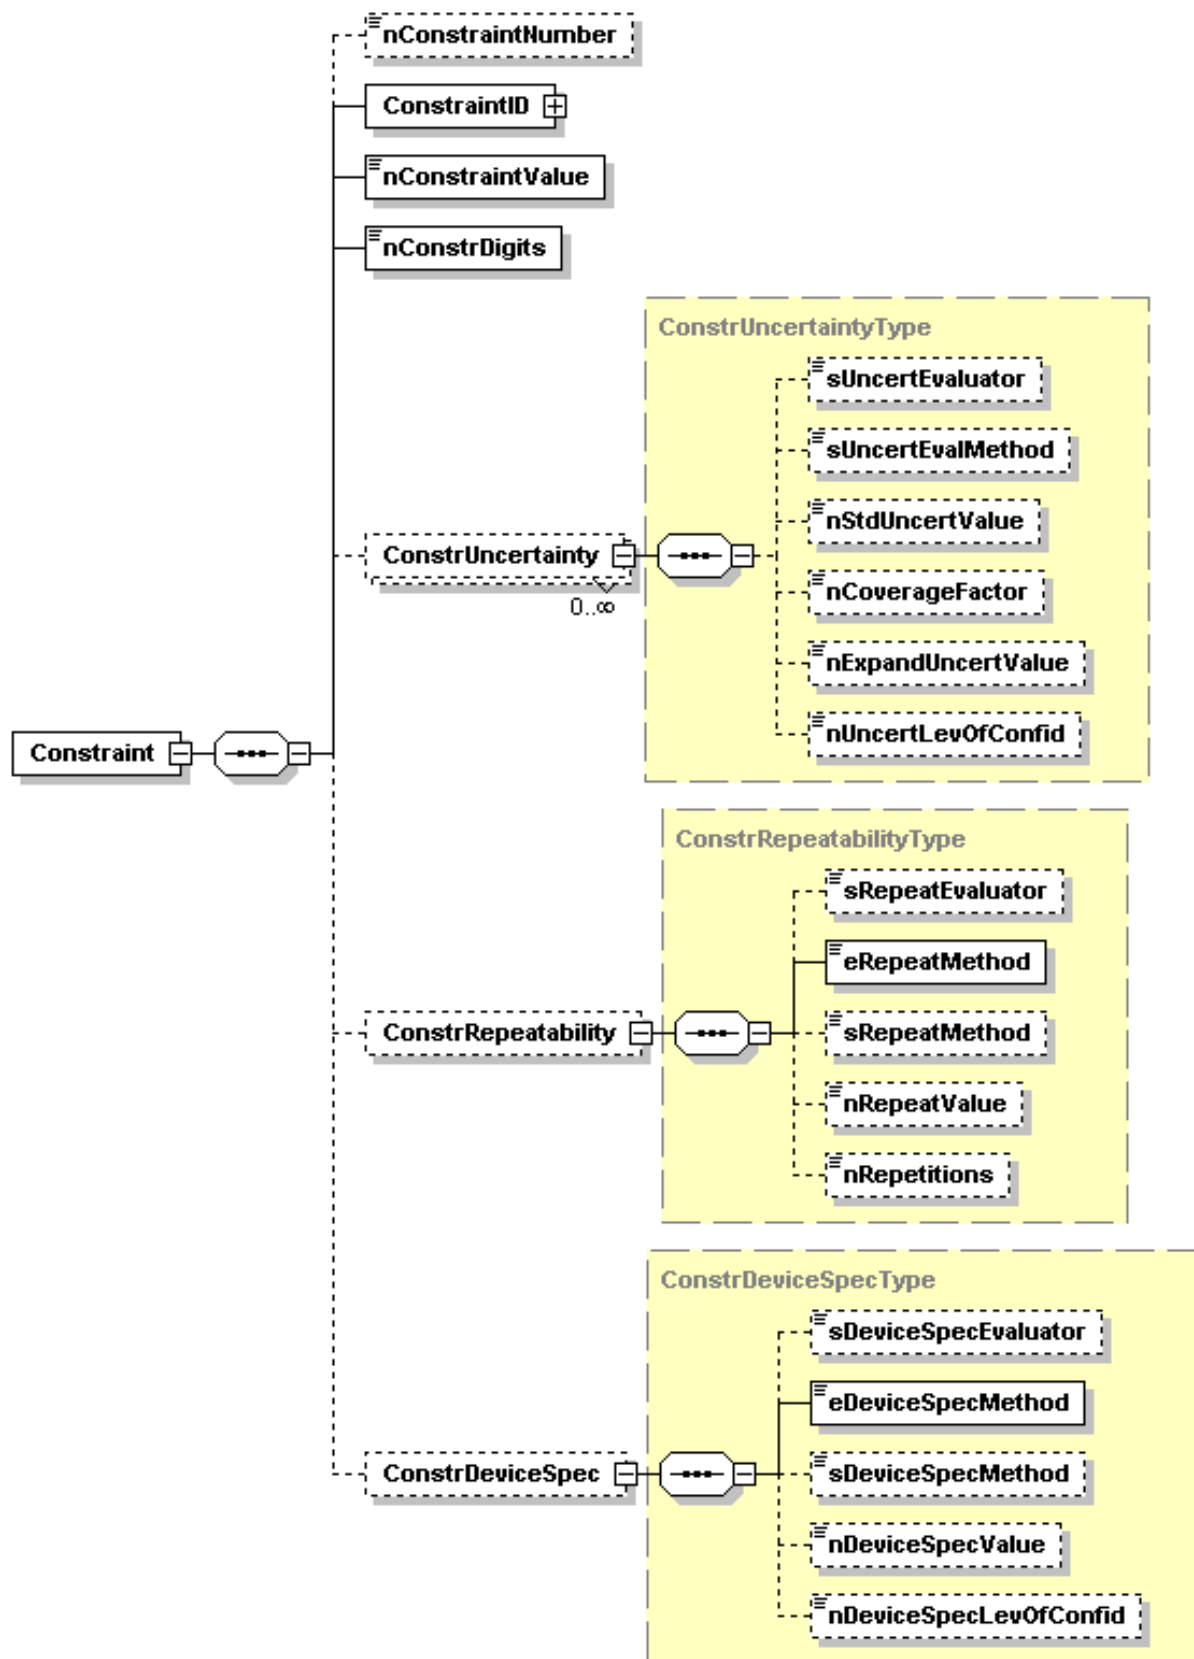 nConstraintNumber
ConstraintID
nConstraintValue
nConstrDigits
ConstrUncertaintyType
sUncertEvaluator
sUncertEvalMethod
nStdUncertValue
ConstrUncertainty
0..∞
nCoverageFactor
nExpandUncertValue
nUncertLevOfConfid
Constraint
ConstrRepeatabilityType
sRepeatEvaluator
eRepeatMethod
ConstrRepeatability
sRepeatMethod
nRepeatValue
nRepetitions
ConstrDeviceSpecType
sDeviceSpecEvaluator
eDeviceSpecMethod
ConstrDeviceSpec
sDeviceSpecMethod
nDeviceSpecValue
nDeviceSpecLevOfConfid